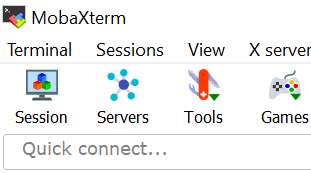 MobaXterm
Terminal Sessions View X server
Session Servers Tools Games
Quick connect...